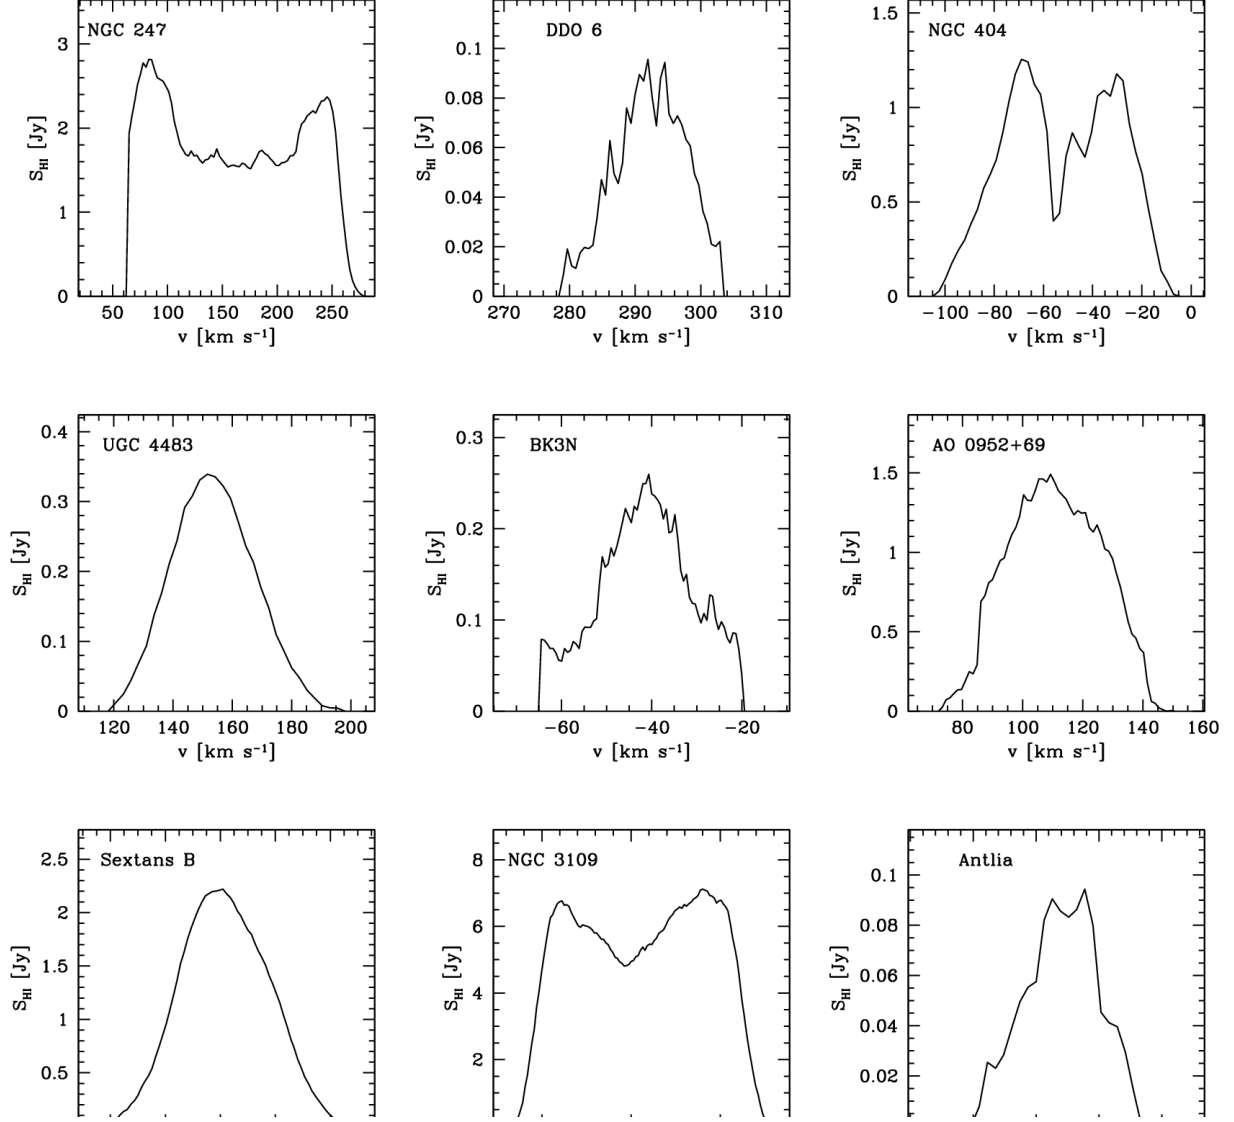 NGC 247
3
2
1
0
S_HI [Jy]
50 100 150 200 250
v [km s⁻¹]
DDO 6
0.1
0.08
0.06
0.04
0.02
0
S_HI [Jy]
270 280 290 300 310
v [km s⁻¹]
NGC 404
1.5
1
0.5
0
S_HI [Jy]
−100 −80 −60 −40 −20 0
v [km s⁻¹]
UGC 4483
0.4
0.3
0.2
0.1
0
S_HI [Jy]
120 140 160 180 200
v [km s⁻¹]
BK3N
0.3
0.2
0.1
0
S_HI [Jy]
−60 −40 −20
v [km s⁻¹]
AO 0952+69
1.5
1
0.5
0
S_HI [Jy]
80 100 120 140 160
v [km s⁻¹]
Sextans B
2.5
2
1.5
1
0.5
S_HI [Jy]
NGC 3109
8
6
4
2
S_HI [Jy]
Antlia
0.1
0.08
0.06
0.04
0.02
S_HI [Jy]